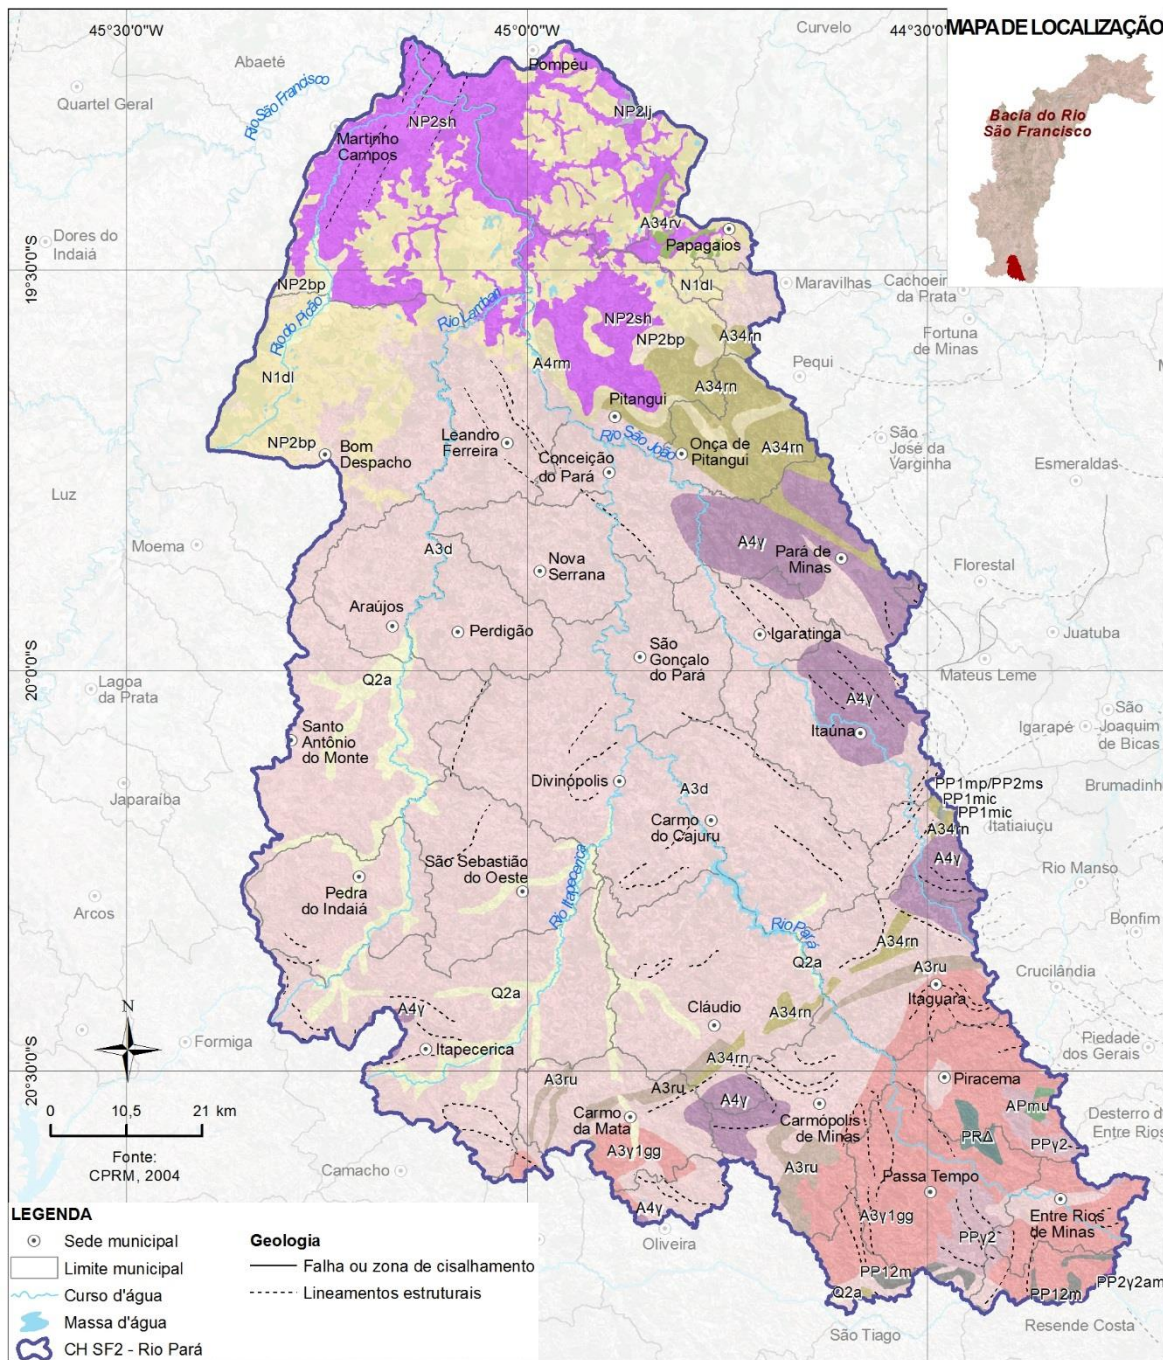 45°30'0"W
45°0'0"W
44°30'0"W
MAPA DE LOCALIZAÇÃO
Curvelo
Abaeté
Pompéu
Quartel Geral
Rio São Francisco
NP2lj
NP2sh
Bacia do Rio
São Francisco
Martinho
Campos
A34rv
Dores do
Indaiá
Papagaios
19°30'0"S
NP2bp
N1dl
Maravilhas
Cachoeir
da Prata
Rio do Picão
Rio Lambari
NP2sh
NP2bp
A34rn
Fortuna
de Minas
A4rm
Pequi
N1dl
A34rn
Pitangui
Rio São João
NP2bp
Bom
Despacho
Leandro
Ferreira
Conceição
do Pará
Onça de
Pitangui
A34rn
São
José da
Varginha
Esmeraldas
Luz
Moema
A3d
Nova
Serrana
A4γ
Pará de
Minas
Florestal
Araújos
Perdigão
Igaratinga
Juatuba
20°0'0"S
São
Gonçalo
do Pará
Mateus Leme
Lagoa
da Prata
Q2a
A4γ
São
Joaquim
de Bicas
Igarapé
Santo
Antônio
do Monte
Itaúna
Divinópolis
Japaraíba
A3d
PP1mp/PP2ms
PP1mic
PP1mic
Brumadinh
Carmo
do Cajuru
A34rn
Itatiaiuçu
A4γ
São Sebastião
do Oeste
Rio Itapecerica
Rio Manso
Pedra
do Indaiá
Arcos
Rio Pará
Bonfim
A34rn
Q2a
A3ru
Crucilândia
Itaguara
Q2a
N
A4γ
Cláudio
A34rn
Formiga
Itapecerica
Piedade
dos Gerais
20°30'0"S
A34rn
A3ru
A3ru
Piracema
0
10,5
21 km
A4γ
APmu
Desterro d
Entre Rios
Carmo
da Mata
Carmópolis
de Minas
PRΔ
PPγ2
Fonte:
CPRM, 2004
Camacho
A3γ1gg
A3ru
Passa Tempo
A4γ
A3γ1gg
Entre Rios
de Minas
PPγ2
Oliveira
PP12m
PP12m
PP2γ2am
Q2a
São Tiago
Resende Costa
LEGENDA
Sede municipal
Limite municipal
Curso d'água
Massa d'água
CH SF2 - Rio Pará
Geologia
Falha ou zona de cisalhamento
Lineamentos estruturais